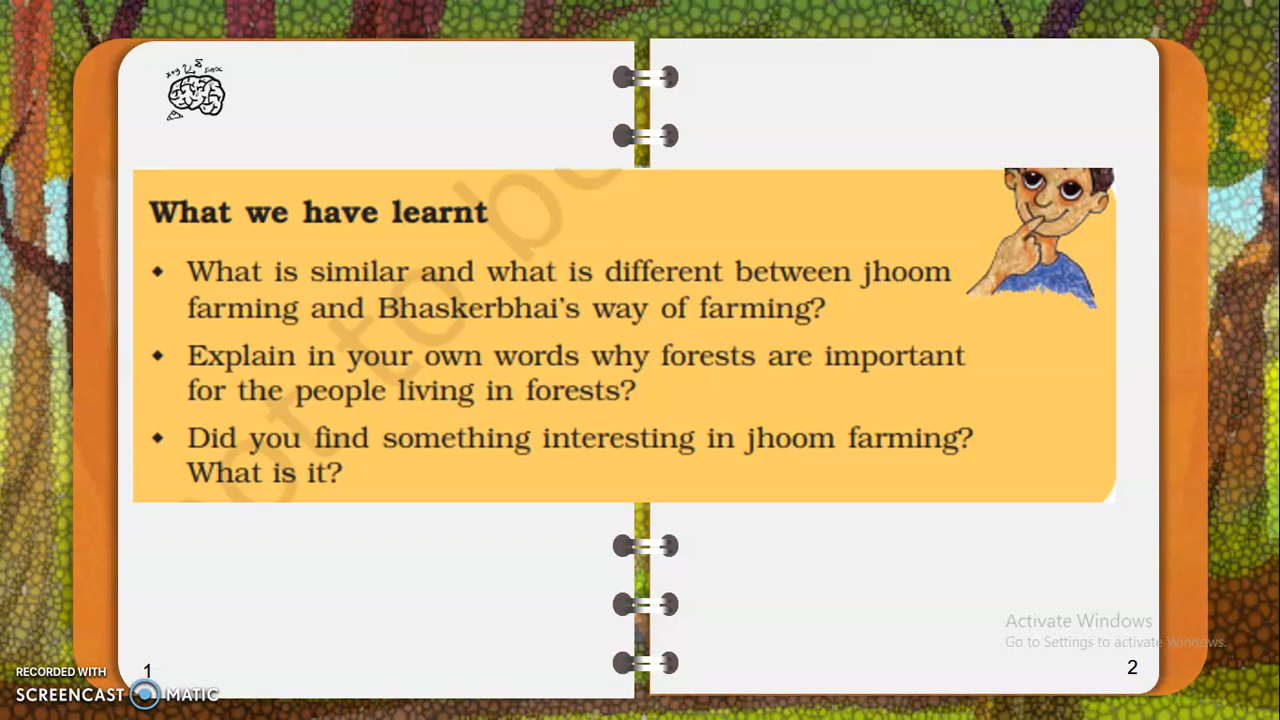 What we have learnt
• What is similar and what is different between jhoom
farming and Bhaskerbhai's way of farming?
• Explain in your own words why forests are important
for the people living in forests?
• Did you find something interesting in jhoom farming?
What is it?
Activate Windows
Go to Settings to activate Windows.
1
2
RECORDED WITH
SCREENCAST MATIC